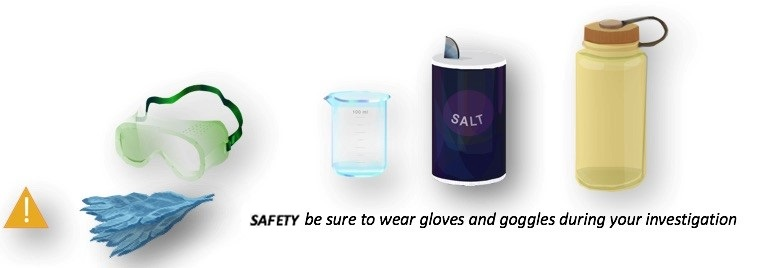 SALT
SAFETY be sure to wear gloves and goggles during your investigation